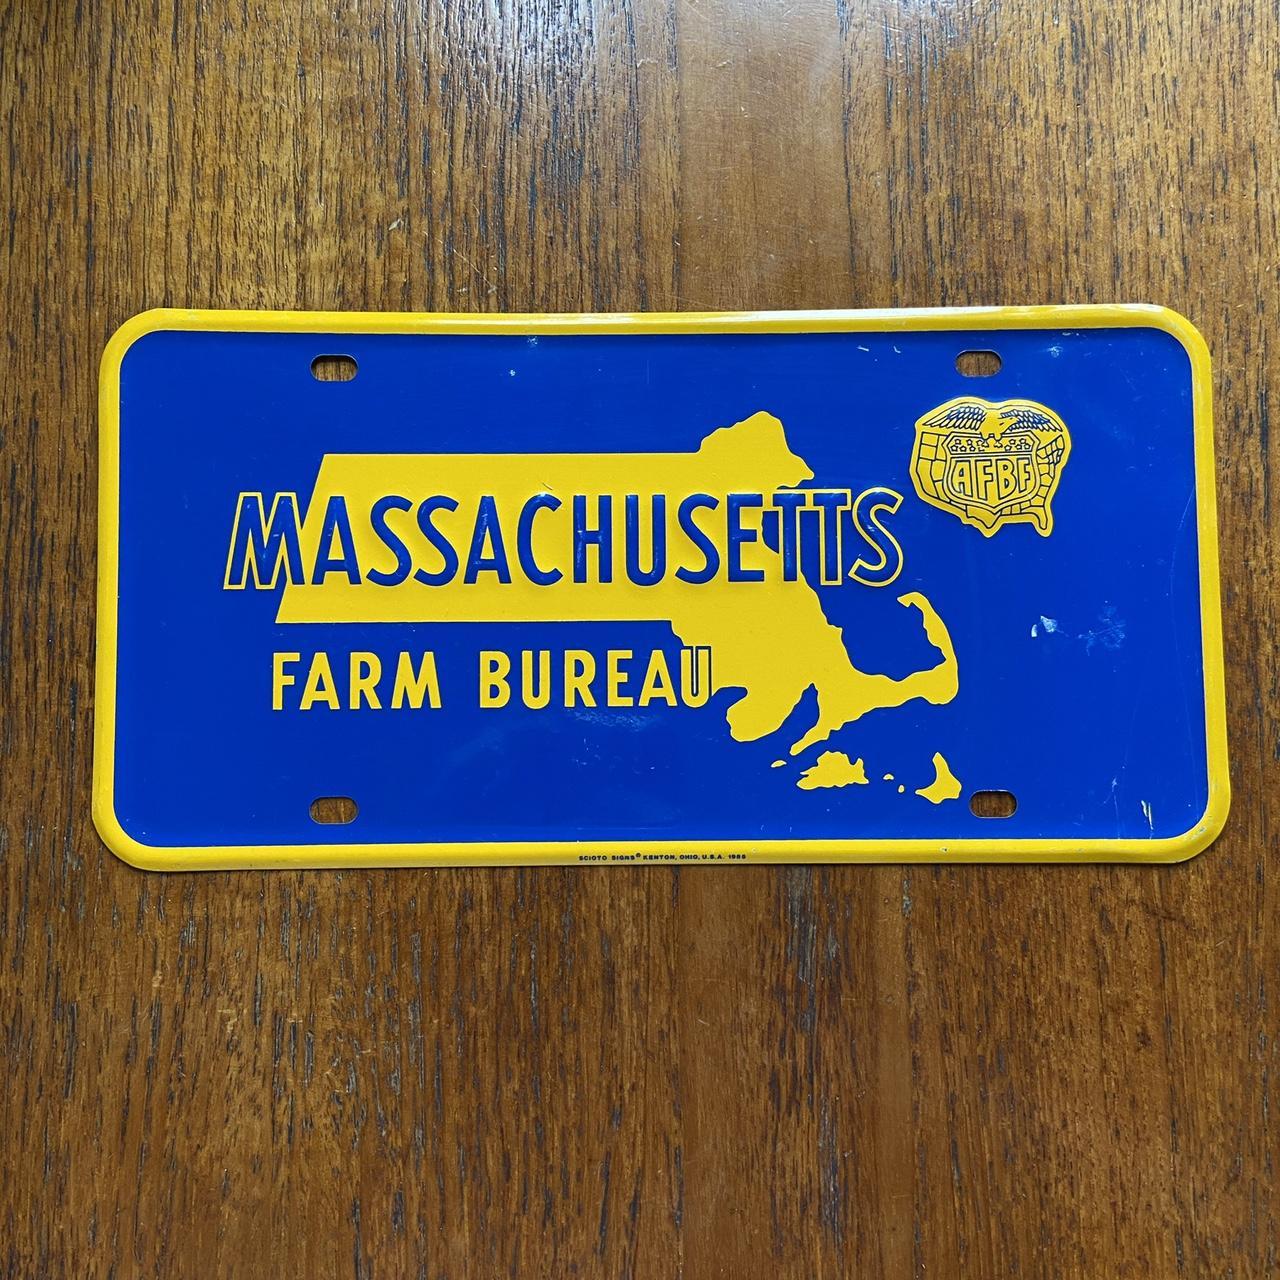 AFBF
MASSACHUSETTS
FARM BUREAU
SCIOTO SIGNS® KENTON, OHIO, U.S.A. 1988